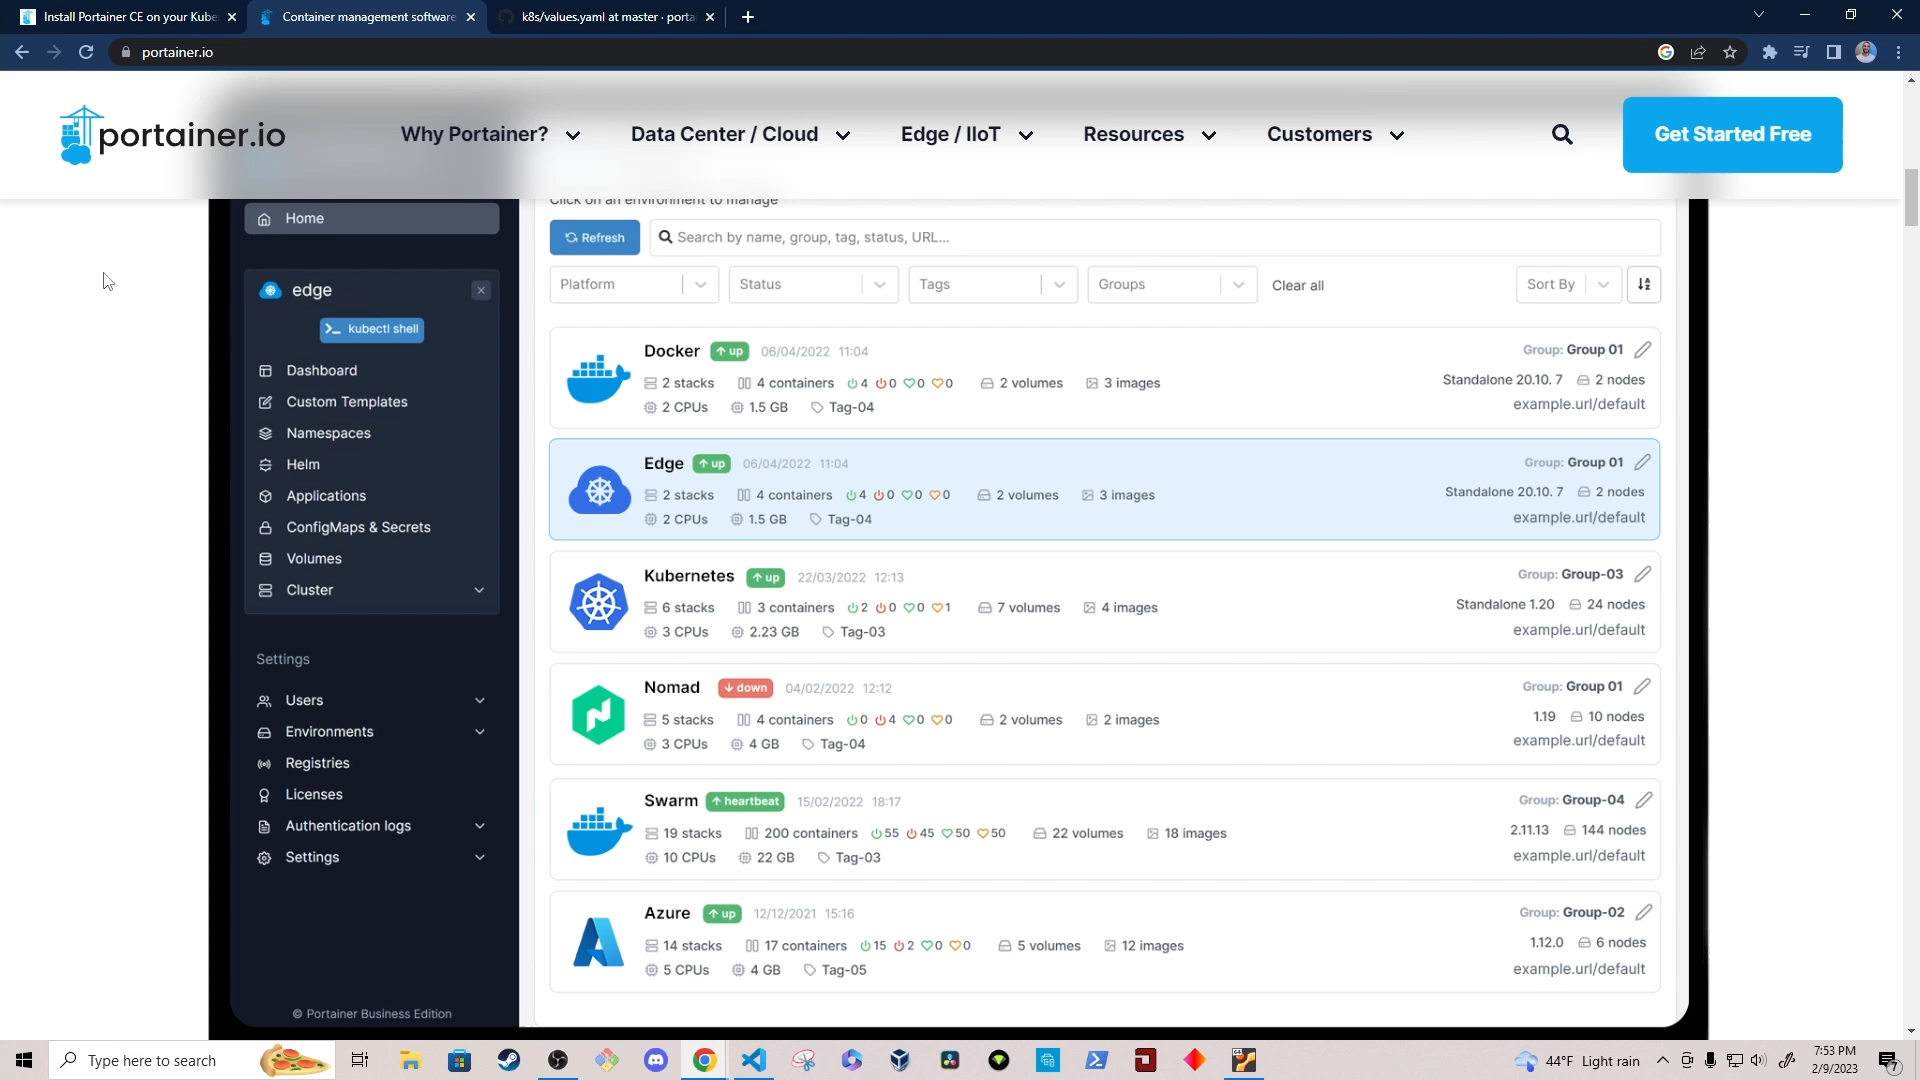 Install Portainer CE on your Kube
Container management software
k8s/values.yaml at master · porta
portainer.io
portainer.io
Why Portainer?
Data Center / Cloud
Edge / IIoT
Resources
Customers
Get Started Free
Click on an environment to manage
Home
Refresh
Search by name, group, tag, status, URL...
edge
Platform
Status
Tags
Groups
Clear all
Sort By
kubectl shell
Dashboard
Custom Templates
Namespaces
Helm
Applications
ConfigMaps & Secrets
Volumes
Cluster
Settings
Users
Environments
Registries
Licenses
Authentication logs
Settings
© Portainer Business Edition
Docker up 06/04/2022 11:04 Group: Group 01
2 stacks 4 containers 4 0 0 0 2 volumes 3 images Standalone 20.10. 7 2 nodes
2 CPUs 1.5 GB Tag-04 example.url/default
Edge up 06/04/2022 11:04 Group: Group 01
2 stacks 4 containers 4 0 0 0 2 volumes 3 images Standalone 20.10. 7 2 nodes
2 CPUs 1.5 GB Tag-04 example.url/default
Kubernetes up 22/03/2022 12:13 Group: Group-03
6 stacks 3 containers 2 0 0 1 7 volumes 4 images Standalone 1.20 24 nodes
3 CPUs 2.23 GB Tag-03 example.url/default
Nomad down 04/02/2022 12:12 Group: Group 01
5 stacks 4 containers 0 4 0 0 2 volumes 2 images 1.19 10 nodes
3 CPUs 4 GB Tag-04 example.url/default
Swarm heartbeat 15/02/2022 18:17 Group: Group-04
19 stacks 200 containers 55 45 50 50 22 volumes 18 images 2.11.13 144 nodes
10 CPUs 22 GB Tag-03 example.url/default
Azure up 12/12/2021 15:16 Group: Group-02
14 stacks 17 containers 15 2 0 0 5 volumes 12 images 1.12.0 6 nodes
5 CPUs 4 GB Tag-05 example.url/default
Type here to search
44°F Light rain
7:53 PM
2/9/2023
7